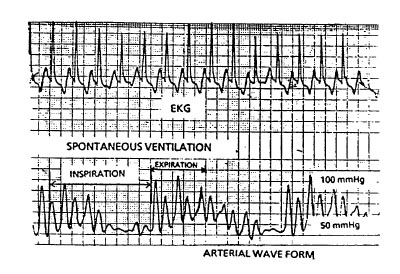 EKG
SPONTANEOUS VENTILATION
INSPIRATION
EXPIRATION
100 mmHg
50 mmHg
ARTERIAL WAVE FORM